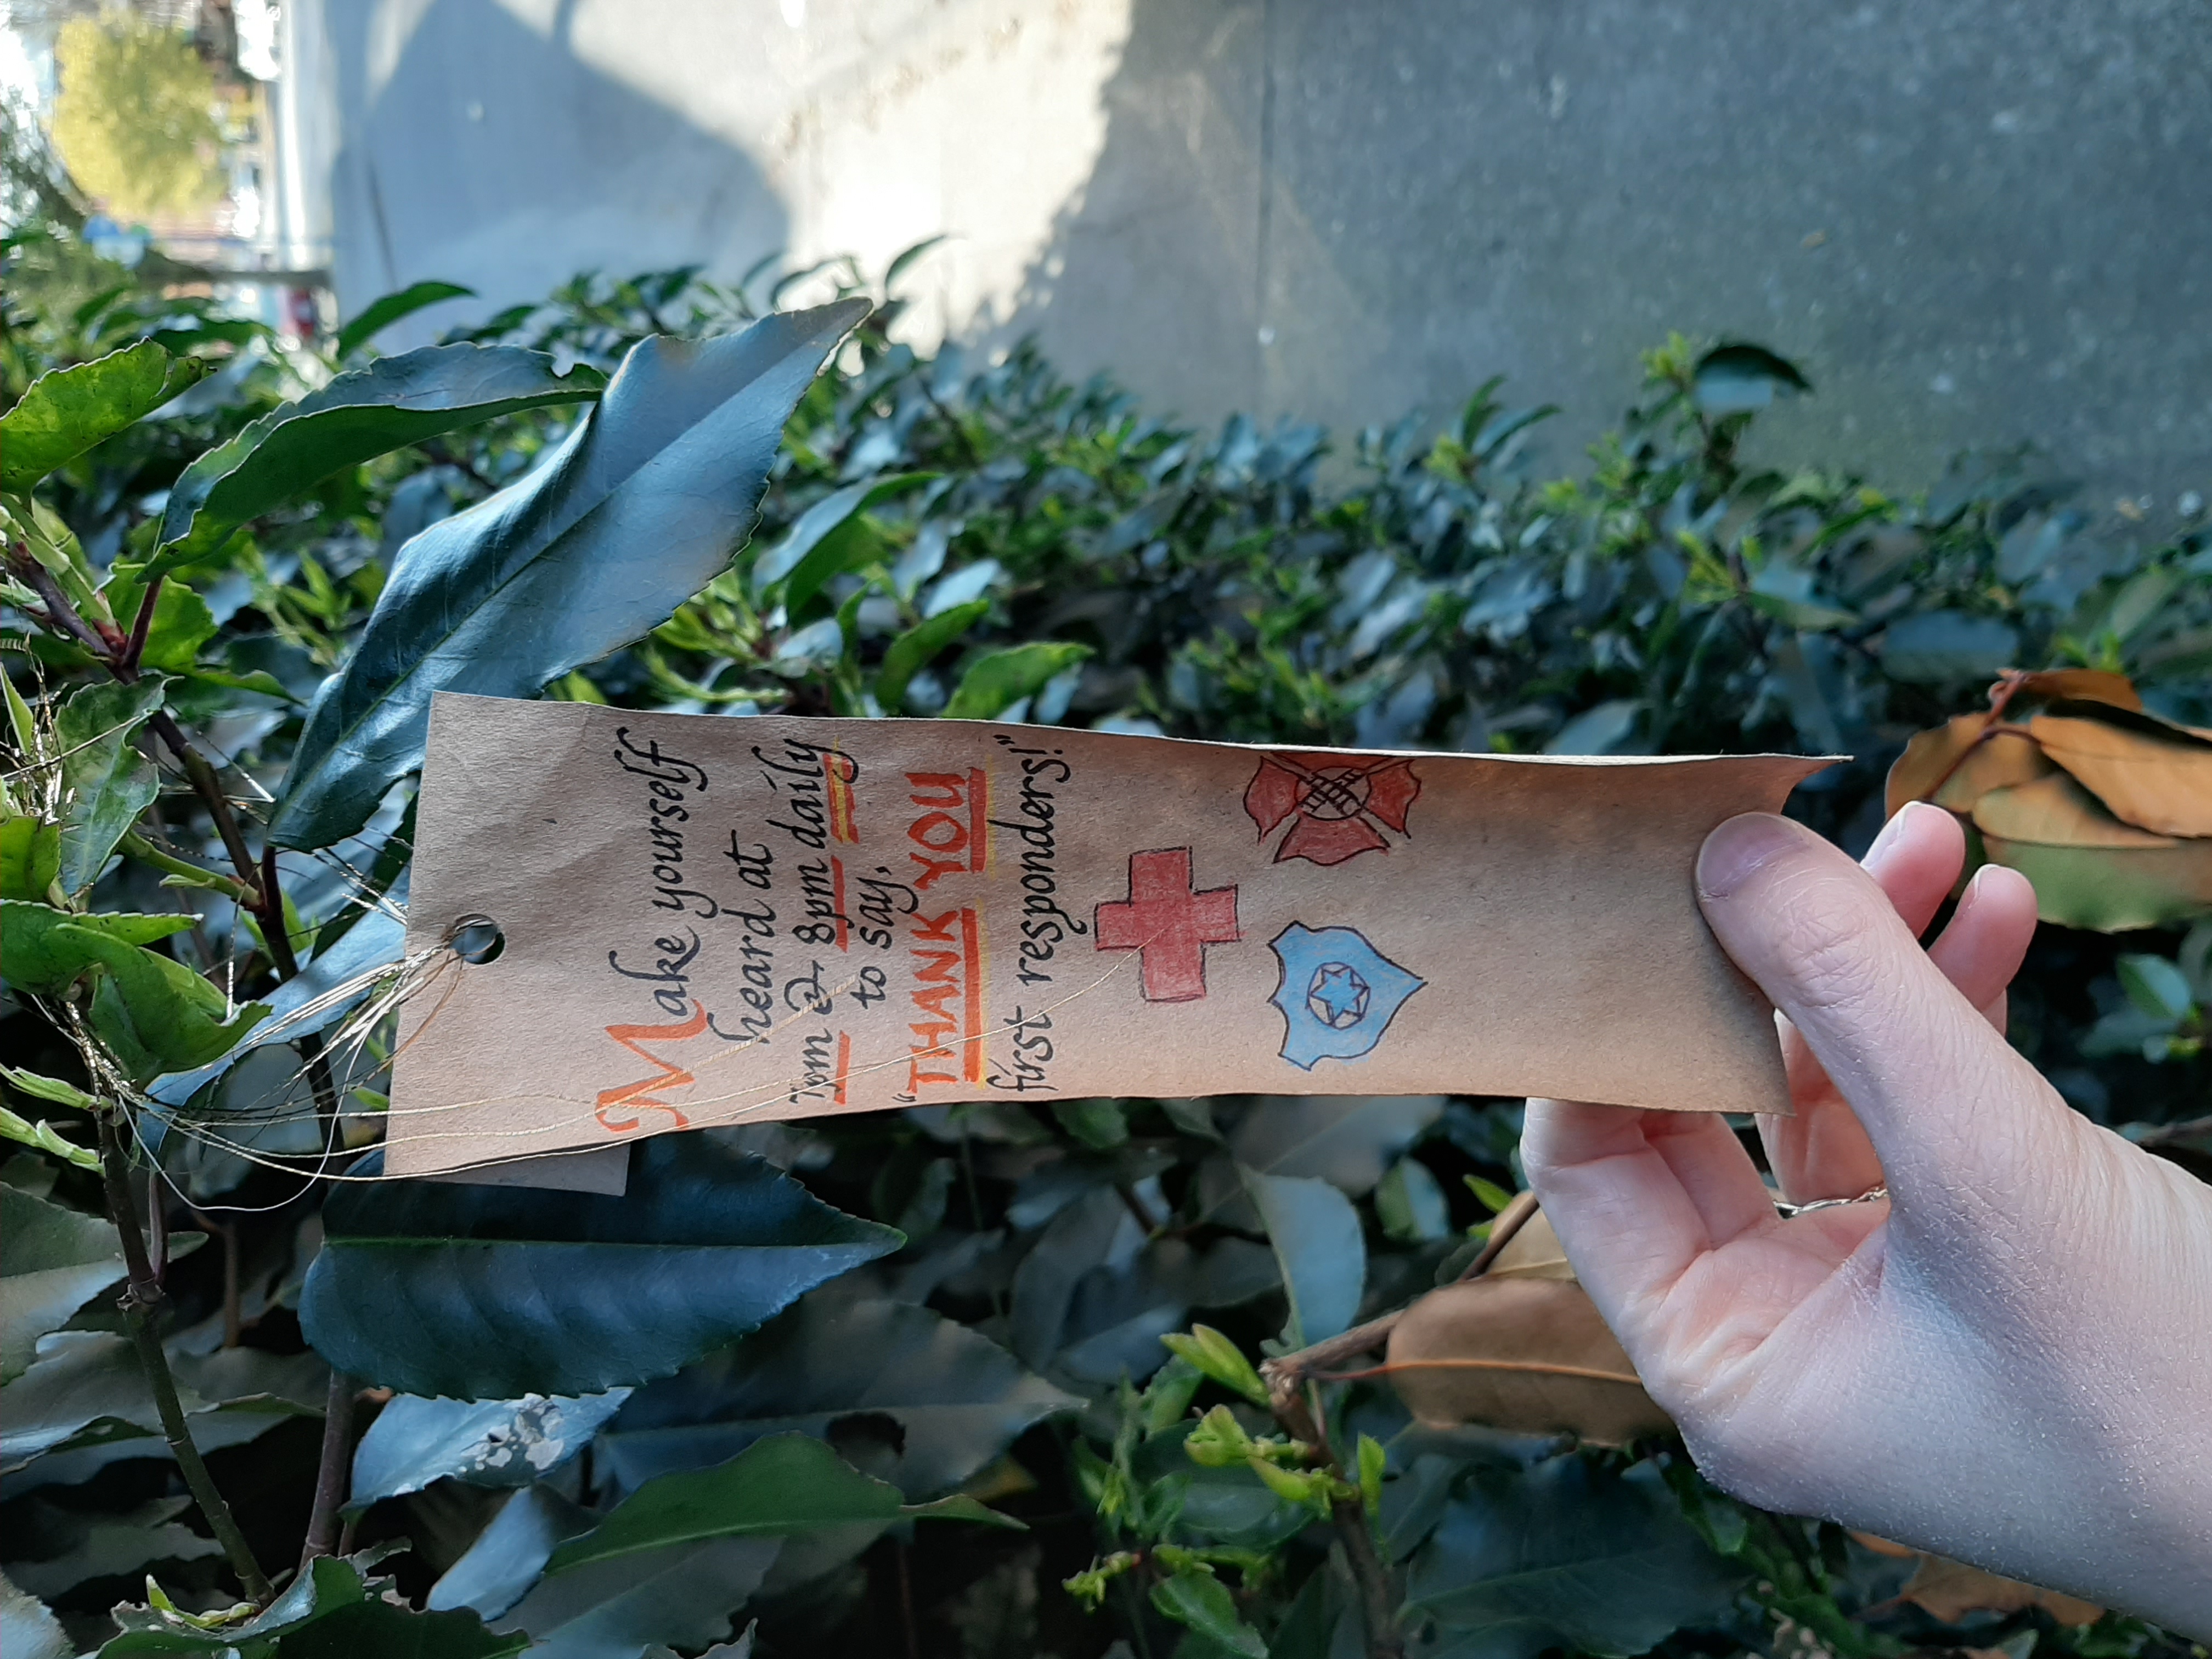 Make yourself
heard at
7pm & 8pm daily
to say,
"THANK YOU
first responders!"